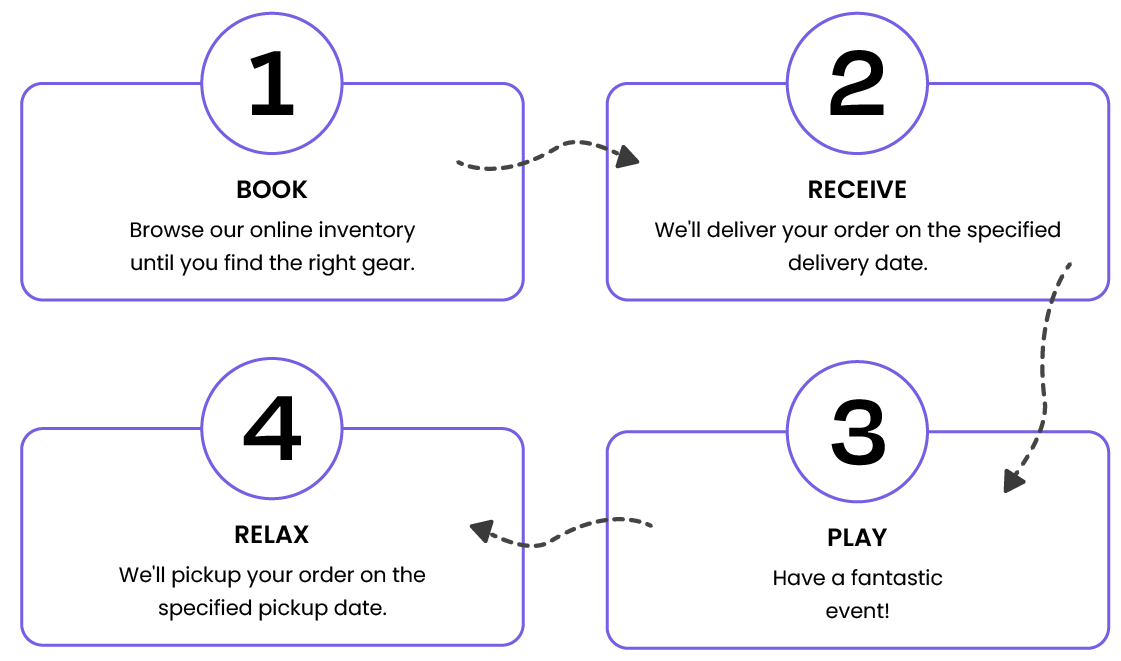 1
BOOK
Browse our online inventory
until you find the right gear.
2
RECEIVE
We'll deliver your order on the specified
delivery date.
3
PLAY
Have a fantastic
event!
4
RELAX
We'll pickup your order on the
specified pickup date.